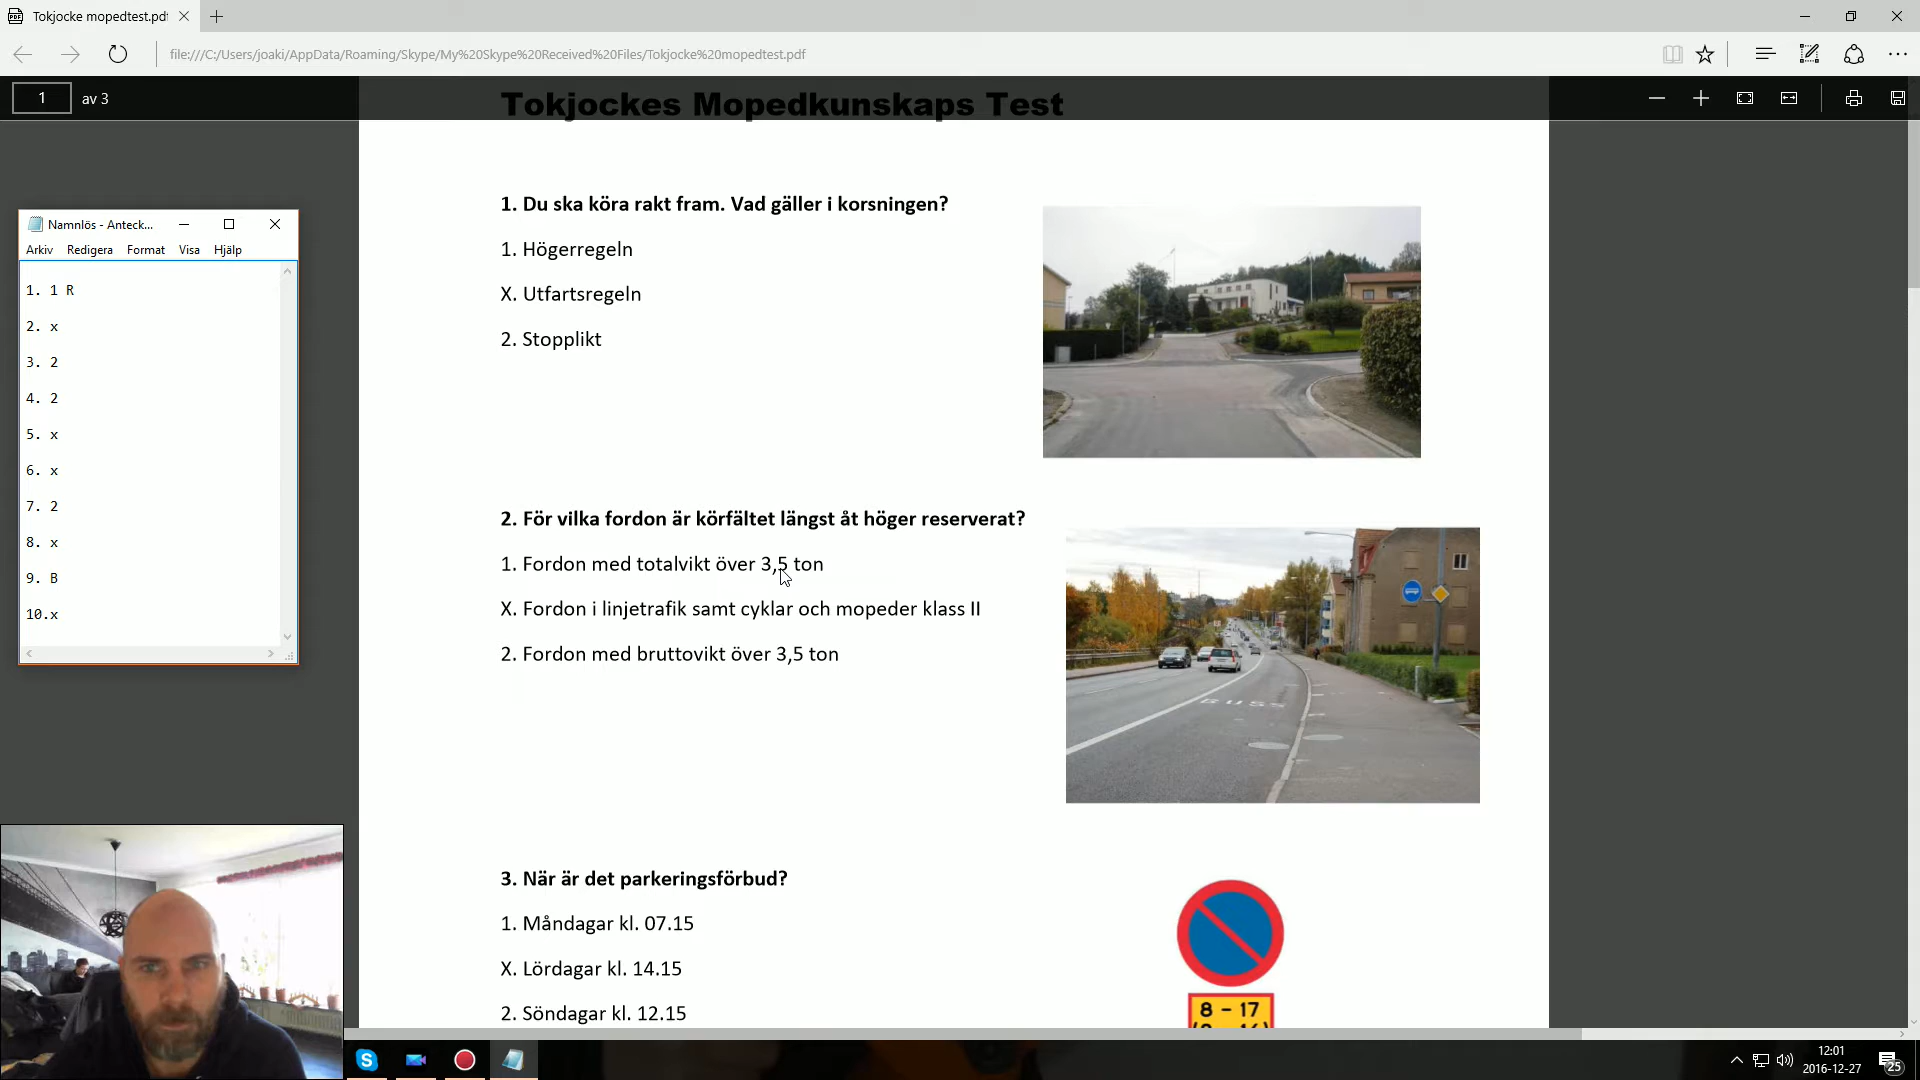 Tokjocke mopedtest.pdf
file:///C:/Users/joaki/AppData/Roaming/Skype/My%20Skype%20Received%20Files/Tokjocke%20mopedtest.pdf
1 av 3
Tokjockes Mopedkunskaps Test
Namnlös - Anteck...
Arkiv Redigera Format Visa Hjälp
1. 1 R
2. x
3. 2
4. 2
5. x
6. x
7. 2
8. x
9. B
10.x
1. Du ska köra rakt fram. Vad gäller i korsningen?
1. Högerregeln
X. Utfartsregeln
2. Stopplikt
2. För vilka fordon är körfältet längst åt höger reserverat?
1. Fordon med totalvikt över 3,5 ton
X. Fordon i linjetrafik samt cyklar och mopeder klass II
2. Fordon med bruttovikt över 3,5 ton
BUSS
3. När är det parkeringsförbud?
1. Måndagar kl. 07.15
X. Lördagar kl. 14.15
2. Söndagar kl. 12.15
8 - 17
12:01
2016-12-27
25